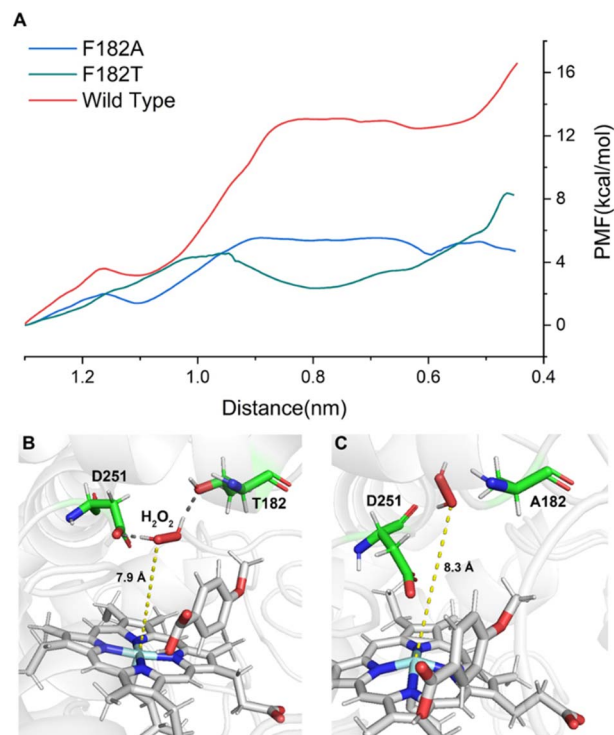 A
F182A
F182T
Wild Type
16
12
8
4
0
PMF(kcal/mol)
1.2 1.0 0.8 0.6 0.4
Distance(nm)
B
D251
H₂O₂
T182
7.9 Å
C
D251
A182
8.3 Å